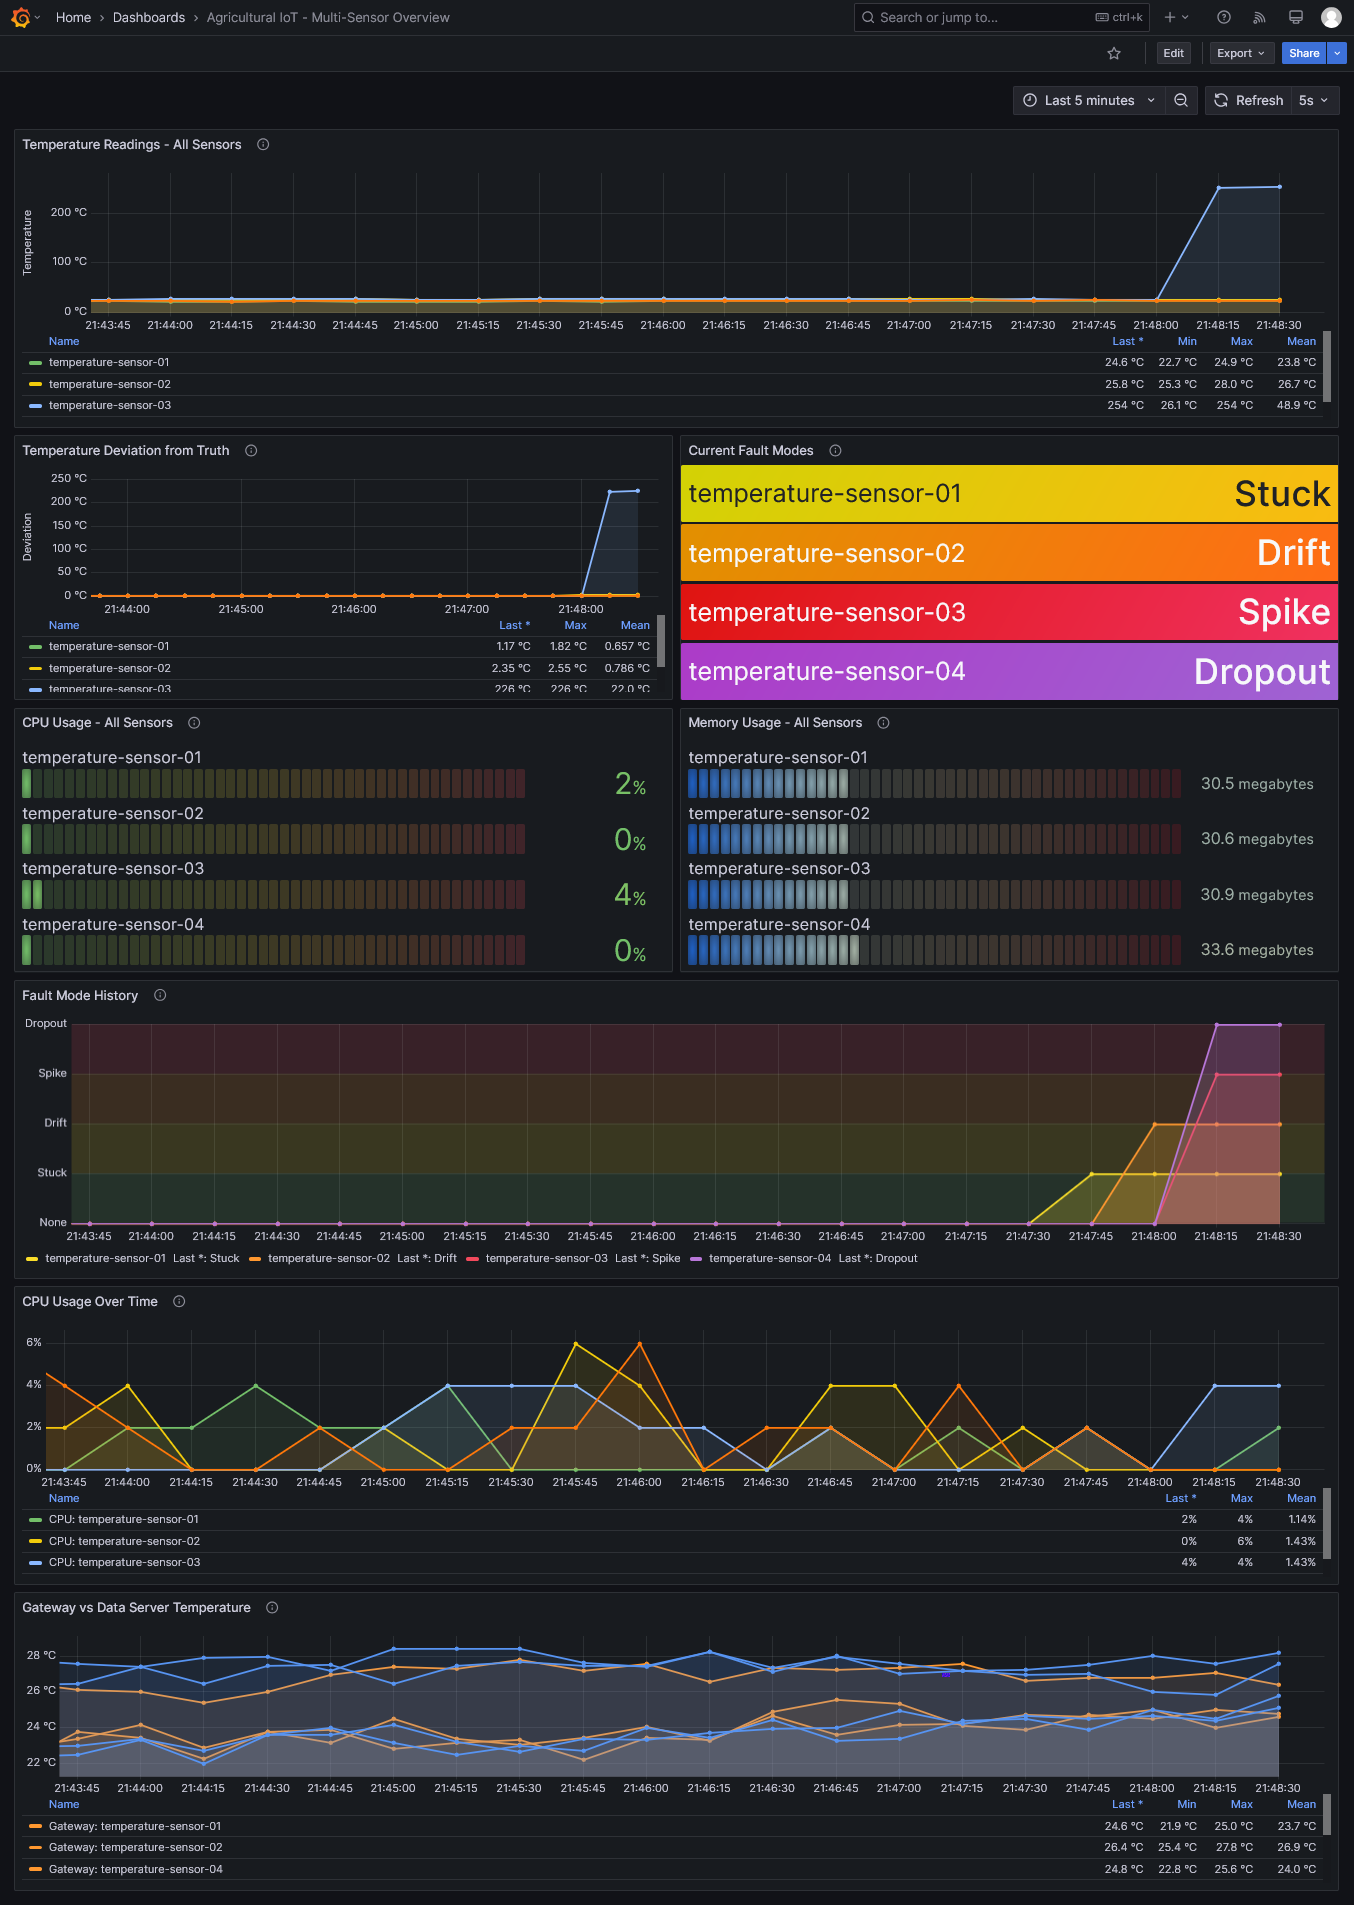 Home › Dashboards › Agricultural IoT - Multi-Sensor Overview Search or jump to... ctrl+k
Edit Export Share
Last 5 minutes Refresh 5s
Temperature Readings - All Sensors
Temperature
200 °C
100 °C
0 °C
21:43:45 21:44:00 21:44:15 21:44:30 21:44:45 21:45:00 21:45:15 21:45:30 21:45:45 21:46:00 21:46:15 21:46:30 21:46:45 21:47:00 21:47:15 21:47:30 21:47:45 21:48:00 21:48:15 21:48:30
Name Last * Min Max Mean
temperature-sensor-01 24.6 °C 22.7 °C 24.9 °C 23.8 °C
temperature-sensor-02 25.8 °C 25.3 °C 28.0 °C 26.7 °C
temperature-sensor-03 254 °C 26.1 °C 254 °C 48.9 °C
Temperature Deviation from Truth
Deviation
250 °C
200 °C
150 °C
100 °C
50 °C
0 °C
21:44:00 21:45:00 21:46:00 21:47:00 21:48:00
Name Last * Max Mean
temperature-sensor-01 1.17 °C 1.82 °C 0.657 °C
temperature-sensor-02 2.35 °C 2.55 °C 0.786 °C
temperature-sensor-03 226 °C 226 °C 22.0 °C
Current Fault Modes
temperature-sensor-01 Stuck
temperature-sensor-02 Drift
temperature-sensor-03 Spike
temperature-sensor-04 Dropout
CPU Usage - All Sensors
temperature-sensor-01
2%
temperature-sensor-02
0%
temperature-sensor-03
4%
temperature-sensor-04
0%
Memory Usage - All Sensors
temperature-sensor-01
30.5 megabytes
temperature-sensor-02
30.6 megabytes
temperature-sensor-03
30.9 megabytes
temperature-sensor-04
33.6 megabytes
Fault Mode History
Dropout
Spike
Drift
Stuck
None
21:43:45 21:44:00 21:44:15 21:44:30 21:44:45 21:45:00 21:45:15 21:45:30 21:45:45 21:46:00 21:46:15 21:46:30 21:46:45 21:47:00 21:47:15 21:47:30 21:47:45 21:48:00 21:48:15 21:48:30
temperature-sensor-01 Last *: Stuck temperature-sensor-02 Last *: Drift temperature-sensor-03 Last *: Spike temperature-sensor-04 Last *: Dropout
CPU Usage Over Time
6%
4%
2%
0%
21:43:45 21:44:00 21:44:15 21:44:30 21:44:45 21:45:00 21:45:15 21:45:30 21:45:45 21:46:00 21:46:15 21:46:30 21:46:45 21:47:00 21:47:15 21:47:30 21:47:45 21:48:00 21:48:15 21:48:30
Name Last * Max Mean
CPU: temperature-sensor-01 2% 4% 1.14%
CPU: temperature-sensor-02 0% 6% 1.43%
CPU: temperature-sensor-03 4% 4% 1.43%
Gateway vs Data Server Temperature
28 °C
26 °C
24 °C
22 °C
21:43:45 21:44:00 21:44:15 21:44:30 21:44:45 21:45:00 21:45:15 21:45:30 21:45:45 21:46:00 21:46:15 21:46:30 21:46:45 21:47:00 21:47:15 21:47:30 21:47:45 21:48:00 21:48:15 21:48:30
Name Last * Min Max Mean
Gateway: temperature-sensor-01 24.6 °C 21.9 °C 25.0 °C 23.7 °C
Gateway: temperature-sensor-02 26.4 °C 25.4 °C 27.8 °C 26.9 °C
Gateway: temperature-sensor-04 24.8 °C 22.8 °C 25.6 °C 24.0 °C